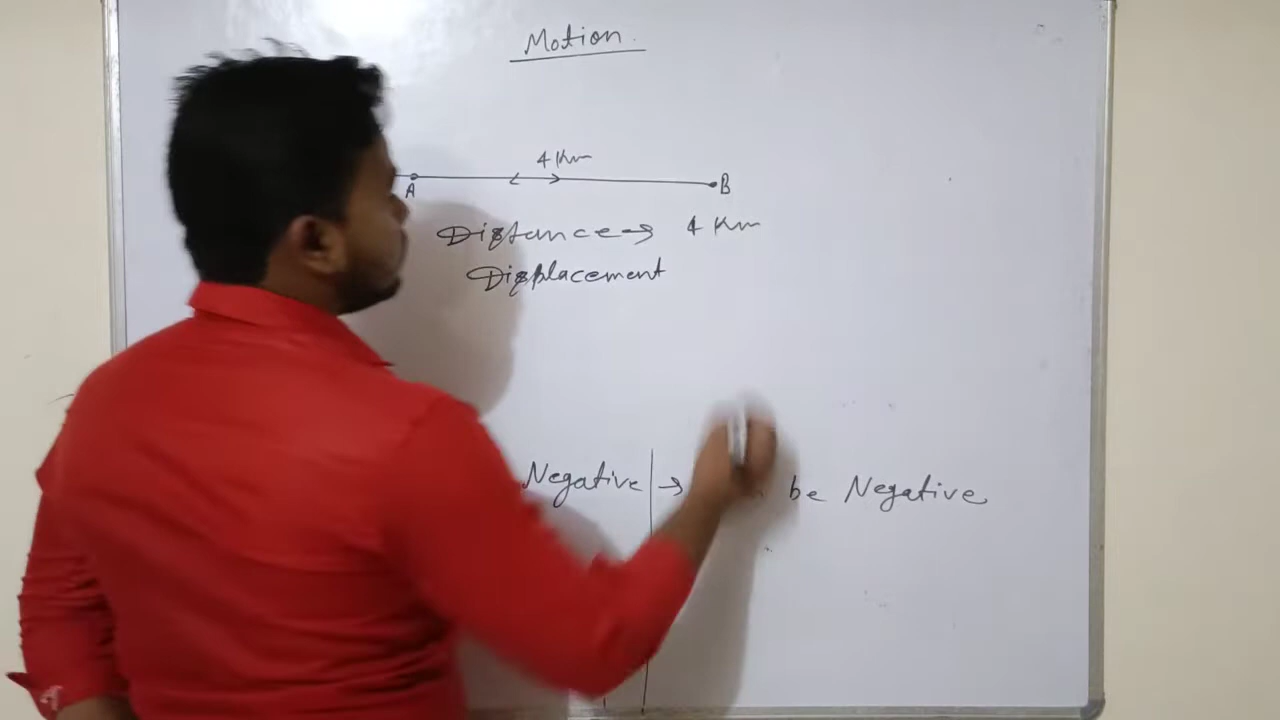 Motion.
4 Km
A B
Distance → 4 Km
Displacement
Negative → be Negative